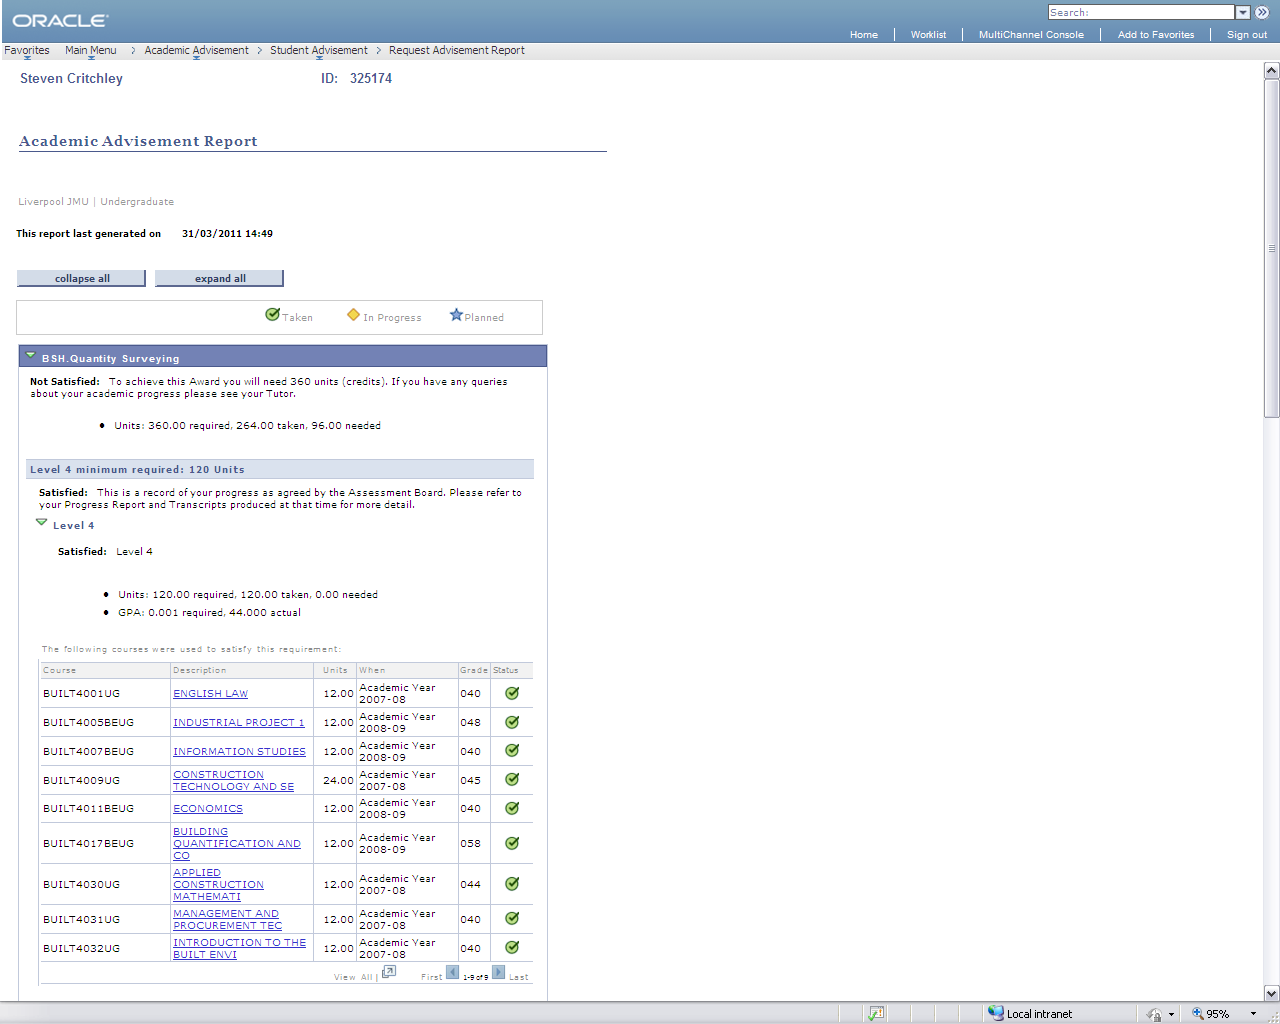 ORACLE
Search:
Home Worklist MultiChannel Console Add to Favorites Sign out
Favorites Main Menu > Academic Advisement > Student Advisement > Request Advisement Report
Steven Critchley ID: 325174
Academic Advisement Report
Liverpool JMU | Undergraduate
This report last generated on 31/03/2011 14:49
collapse all expand all
Taken In Progress Planned
BSH.Quantity Surveying
Not Satisfied: To achieve this Award you will need 360 units (credits). If you have any queries
about your academic progress please see your Tutor.
• Units: 360.00 required, 264.00 taken, 96.00 needed
Level 4 minimum required: 120 Units
Satisfied: This is a record of your progress as agreed by the Assessment Board. Please refer to
your Progress Report and Transcripts produced at that time for more detail.
Level 4
Satisfied: Level 4
• Units: 120.00 required, 120.00 taken, 0.00 needed
• GPA: 0.001 required, 44.000 actual
The following courses were used to satisfy this requirement:
Course Description Units When Grade Status
BUILT4001UG ENGLISH LAW 12.00 Academic Year 2007-08 040
BUILT4005BEUG INDUSTRIAL PROJECT 1 12.00 Academic Year 2008-09 048
BUILT4007BEUG INFORMATION STUDIES 12.00 Academic Year 2008-09 040
BUILT4009UG CONSTRUCTION TECHNOLOGY AND SE 24.00 Academic Year 2007-08 045
BUILT4011BEUG ECONOMICS 12.00 Academic Year 2008-09 040
BUILT4017BEUG BUILDING QUANTIFICATION AND CO 12.00 Academic Year 2008-09 058
BUILT4030UG APPLIED CONSTRUCTION MATHEMATI 12.00 Academic Year 2007-08 044
BUILT4031UG MANAGEMENT AND PROCUREMENT TEC 12.00 Academic Year 2007-08 040
BUILT4032UG INTRODUCTION TO THE BUILT ENVI 12.00 Academic Year 2007-08 040
View All | First 1-9 of 9 Last
Local intranet 95%